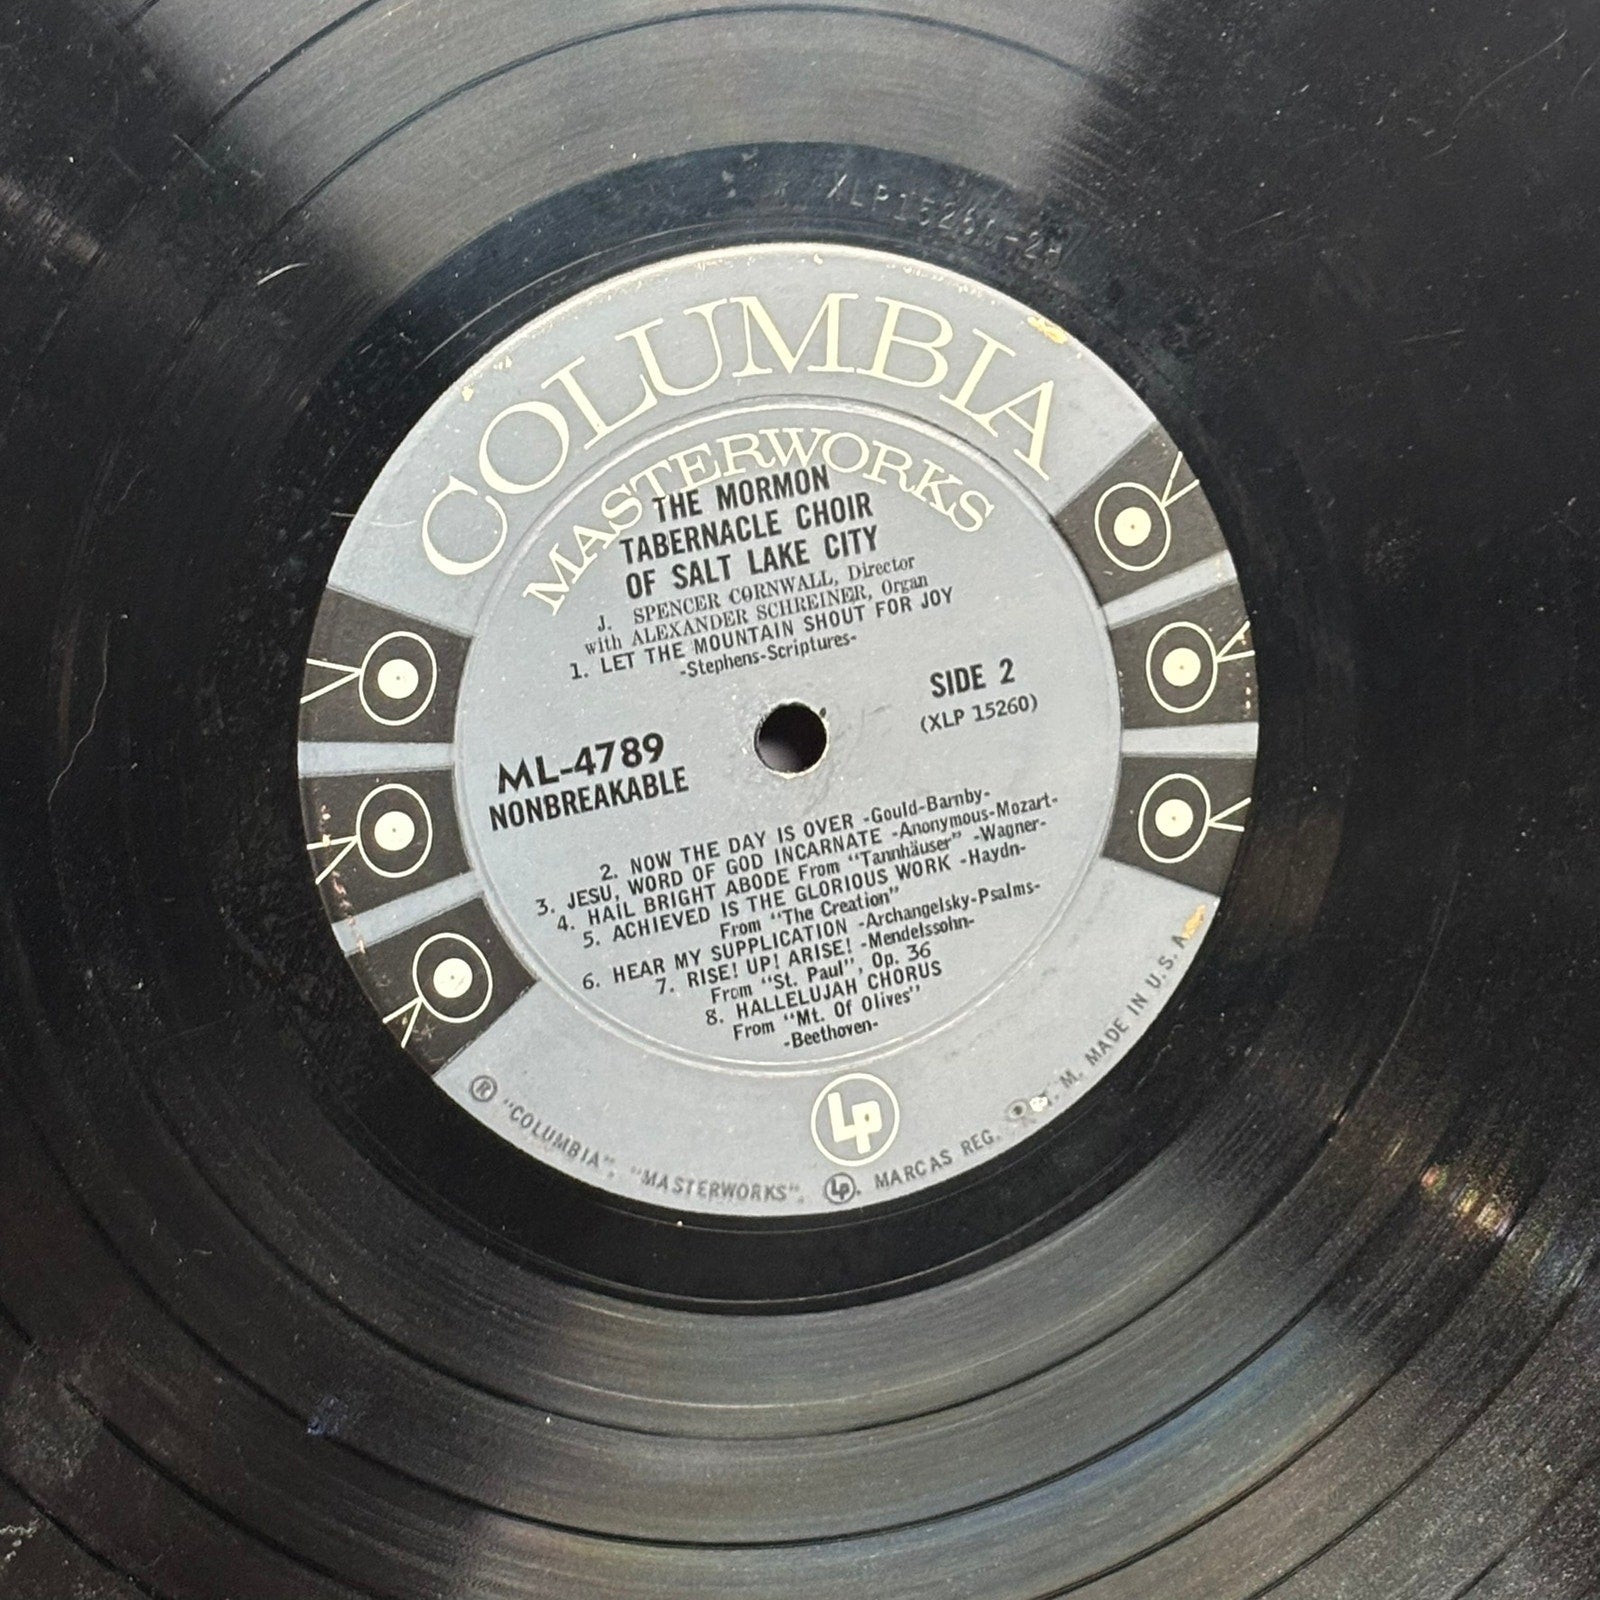 XLP15260-2H
COLUMBIA
MASTERWORKS
THE MORMON
TABERNACLE CHOIR
OF SALT LAKE CITY
J. SPENCER CORNWALL, Director
with ALEXANDER SCHREINER, Organ
1. LET THE MOUNTAIN SHOUT FOR JOY
-Stephens-Scriptures-
SIDE 2
(XLP 15260)
ML-4789
NONBREAKABLE
2. NOW THE DAY IS OVER -Gould-Barnby-
3. JESU, WORD OF GOD INCARNATE -Anonymous-Mozart-
4. HAIL BRIGHT ABODE From "Tannhäuser" -Wagner-
5. ACHIEVED IS THE GLORIOUS WORK -Haydn-
From "The Creation"
6. HEAR MY SUPPLICATION -Archangelsky-Psalms-
7. RISE! UP! ARISE! -Mendelssohn-
From "St. Paul", Op. 36
8. HALLELUJAH CHORUS
From "Mt. Of Olives"
-Beethoven-
LP
® "COLUMBIA", "MASTERWORKS", LP. MARCAS REG. T. M. MADE IN U.S.A.